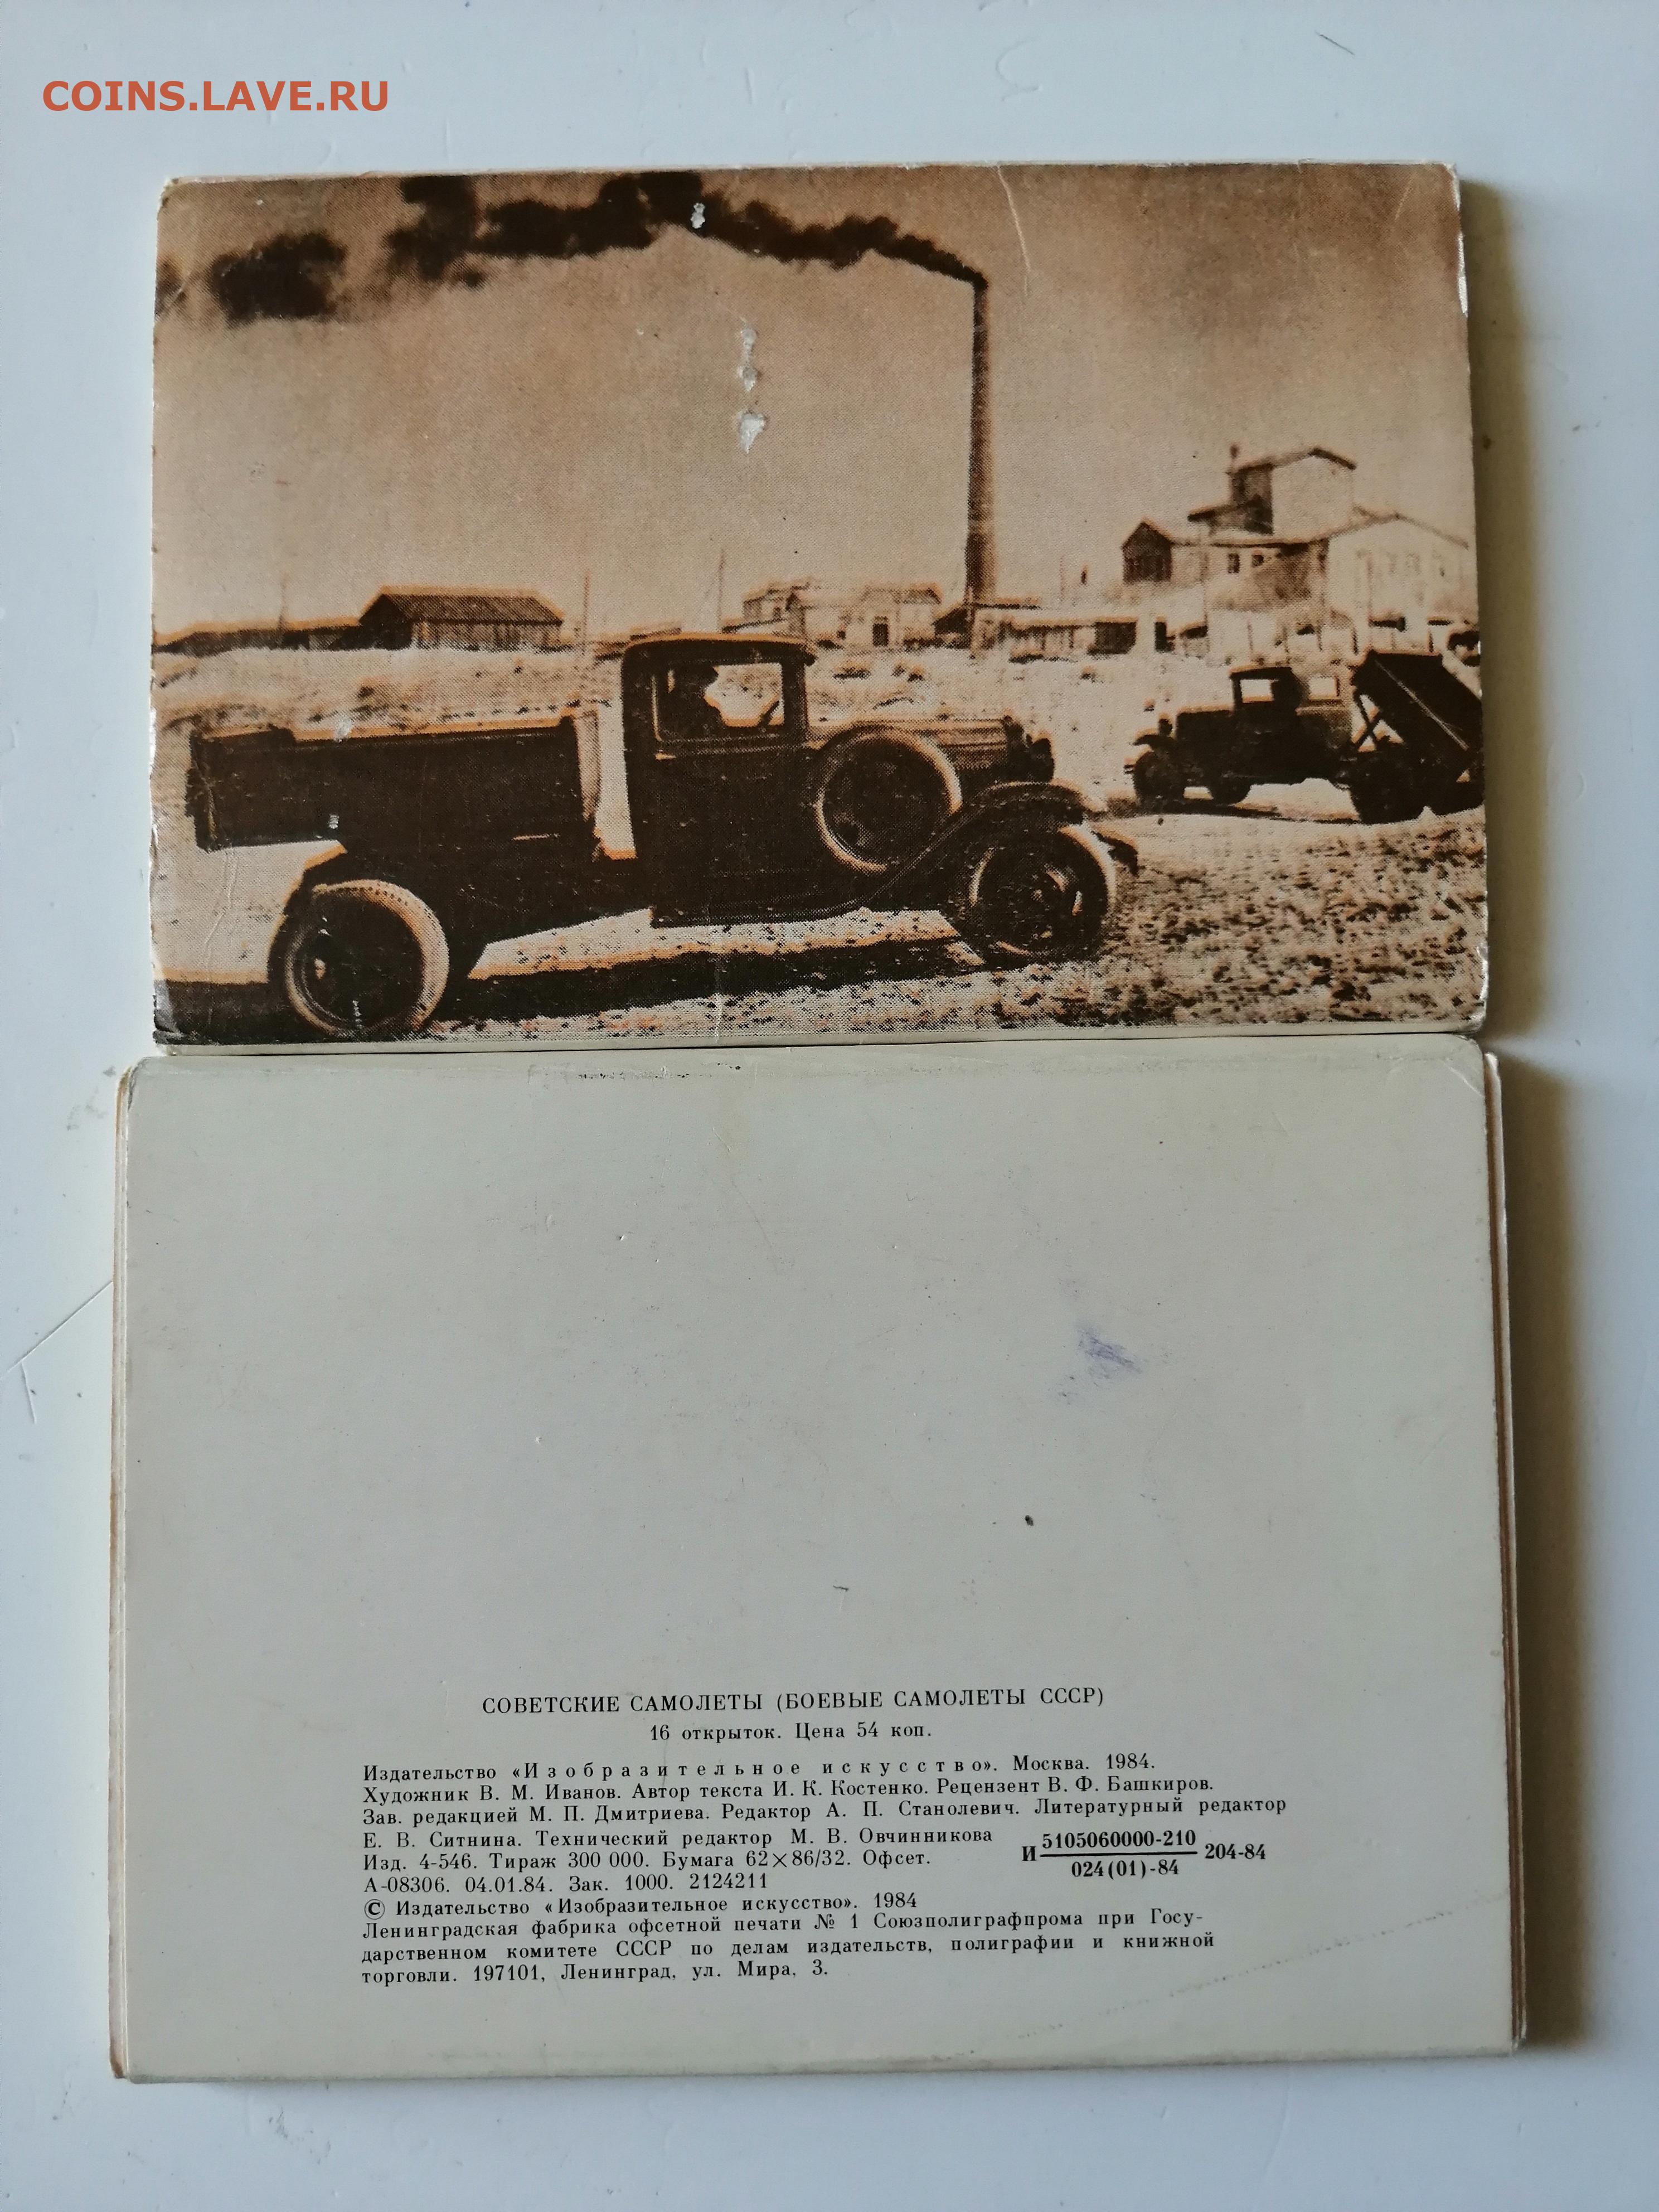 COINS.LAVE.RU
СОВЕТСКИЕ САМОЛЕТЫ (БОЕВЫЕ САМОЛЕТЫ СССР)
16 открыток. Цена 54 коп.
Издательство «Изобразительное искусство». Москва. 1984.
Художник В. М. Иванов. Автор текста И. К. Костенко. Рецензент В. Ф. Башкиров.
Зав. редакцией М. П. Дмитриева. Редактор А. П. Станолевич. Литературный редактор
Е. В. Ситнина. Технический редактор М. В. Овчинникова
Изд. 4-546. Тираж 300 000. Бумага 62×86/32. Офсет.
А-08306. 04.01.84. Зак. 1000. 2124211
И 5105060000-210 204-84
024(01)-84
© Издательство «Изобразительное искусство». 1984
Ленинградская фабрика офсетной печати № 1 Союзполиграфпрома при Госу-
дарственном комитете СССР по делам издательств, полиграфии и книжной
торговли. 197101, Ленинград, ул. Мира, 3.